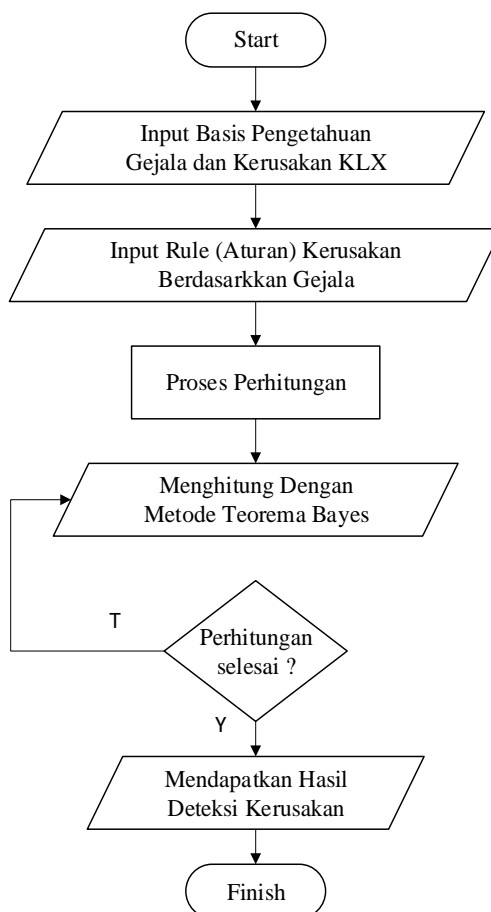 Start
Input Basis Pengetahuan
Gejala dan Kerusakan KLX
Input Rule (Aturan) Kerusakan
Berdasarkkan Gejala
Proses Perhitungan
Menghitung Dengan
Metode Teorema Bayes
T
Perhitungan
selesai ?
Y
Mendapatkan Hasil
Deteksi Kerusakan
Finish